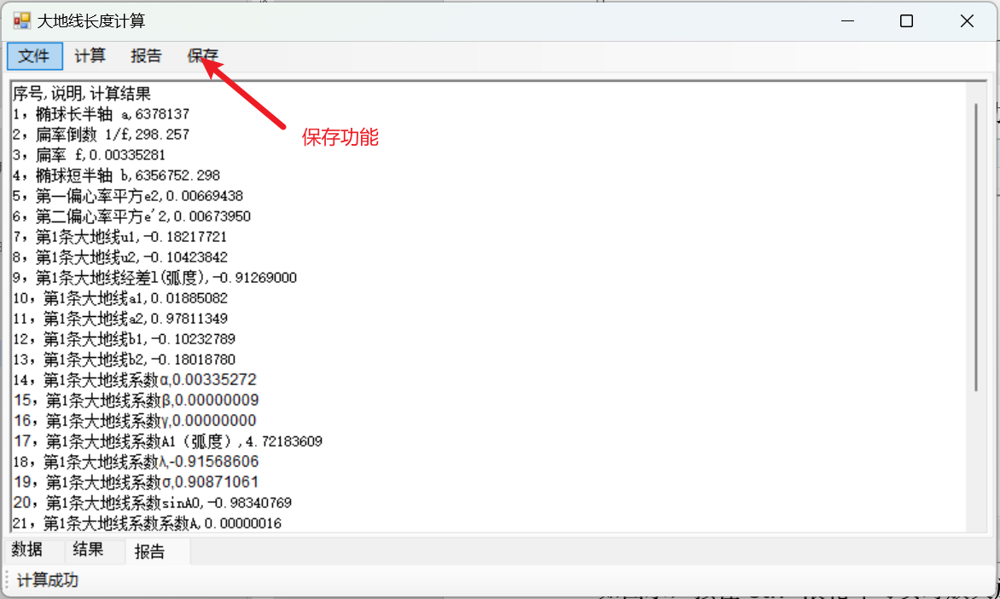 大地线长度计算
文件 计算 报告 保存
保存功能
序号,说明,计算结果
1，椭球长半轴 a,6378137
2，扁率倒数 1/f,298.257
3，扁率 f,0.00335281
4，椭球短半轴 b,6356752.298
5，第一偏心率平方e2,0.00669438
6，第二偏心率平方e'2,0.00673950
7，第1条大地线u1,-0.18217721
8，第1条大地线u2,-0.10423842
9，第1条大地线经差l(弧度),-0.91269000
10，第1条大地线a1,0.01885082
11，第1条大地线a2,0.97811349
12，第1条大地线b1,-0.10232789
13，第1条大地线b2,-0.18018780
14，第1条大地线系数α,0.00335272
15，第1条大地线系数β,0.00000009
16，第1条大地线系数γ,0.00000000
17，第1条大地线系数A1（弧度）,4.72183609
18，第1条大地线系数λ,-0.91568606
19，第1条大地线系数σ,0.90871061
20，第1条大地线系数sinA0,-0.98340769
21，第1条大地线系数系数A,0.00000016
数据 结果 报告
计算成功